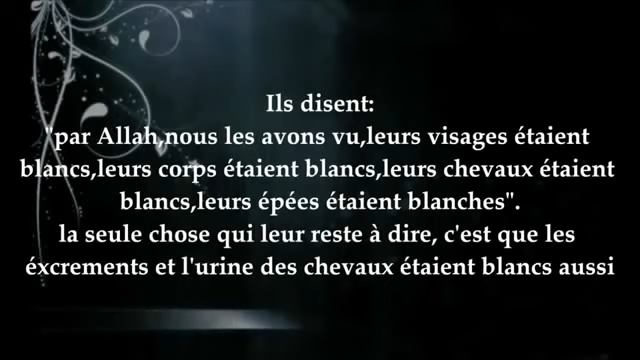 Ils disent:
"par Allah,nous les avons vu,leurs visages étaient
blancs,leurs corps étaient blancs,leurs chevaux étaient
blancs,leurs épées étaient blanches".
la seule chose qui leur reste à dire, c'est que les
éxcrements et l'urine des chevaux étaient blancs aussi